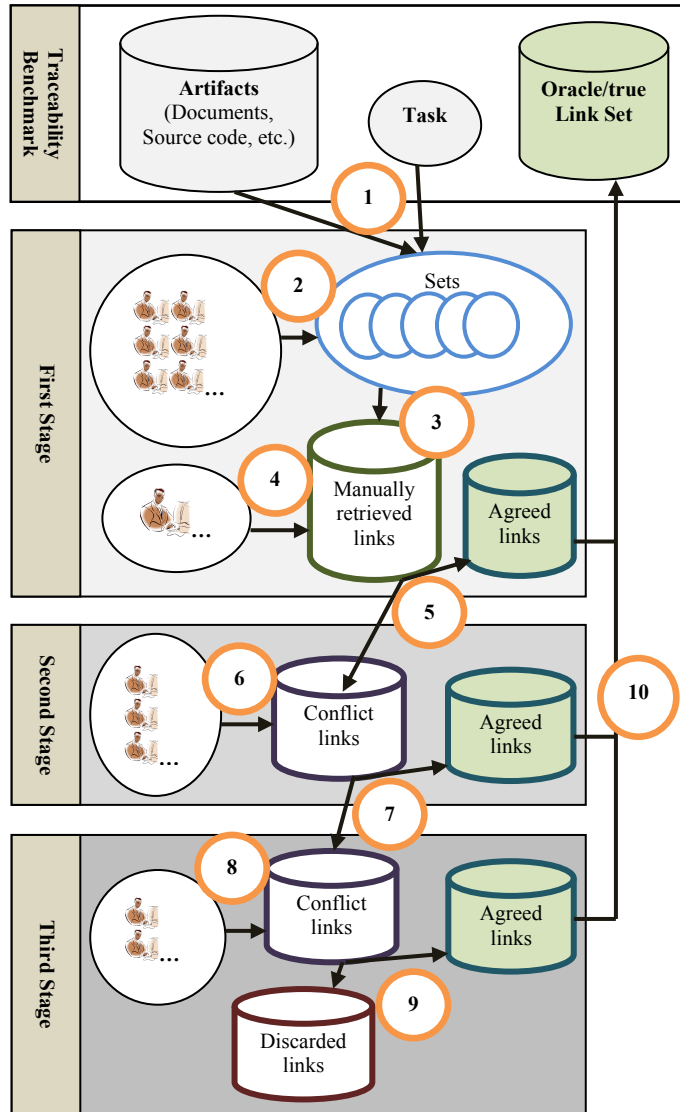 Traceability
Benchmark
Artifacts
(Documents,
Source code, etc.)
Task
Oracle/true
Link Set
1
First Stage
2
Sets
...
3
4
...
Manually
retrieved
links
Agreed
links
5
Second Stage
6
...
Conflict
links
Agreed
links
10
7
Third Stage
8
...
Conflict
links
Agreed
links
9
Discarded
links